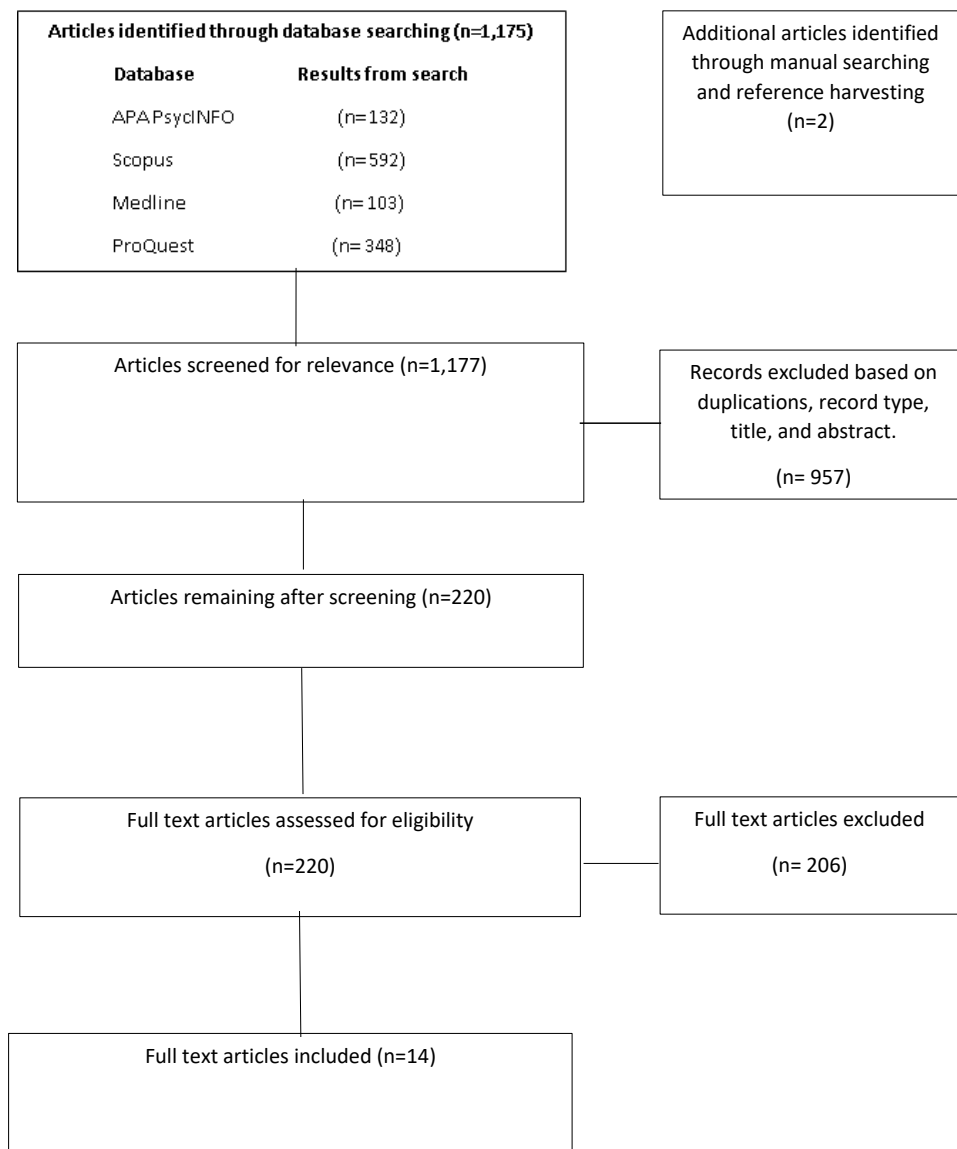 Articles identified through database searching (n=1,175)
Database Results from search
APAPsycINFO (n=132)
Scopus (n=592)
Medline (n=103)
ProQuest (n=348)
Additional articles identified
through manual searching
and reference harvesting
(n=2)
Articles screened for relevance (n=1,177)
Records excluded based on
duplications, record type,
title, and abstract.
(n= 957)
Articles remaining after screening (n=220)
Full text articles assessed for eligibility
(n=220)
Full text articles excluded
(n= 206)
Full text articles included (n=14)